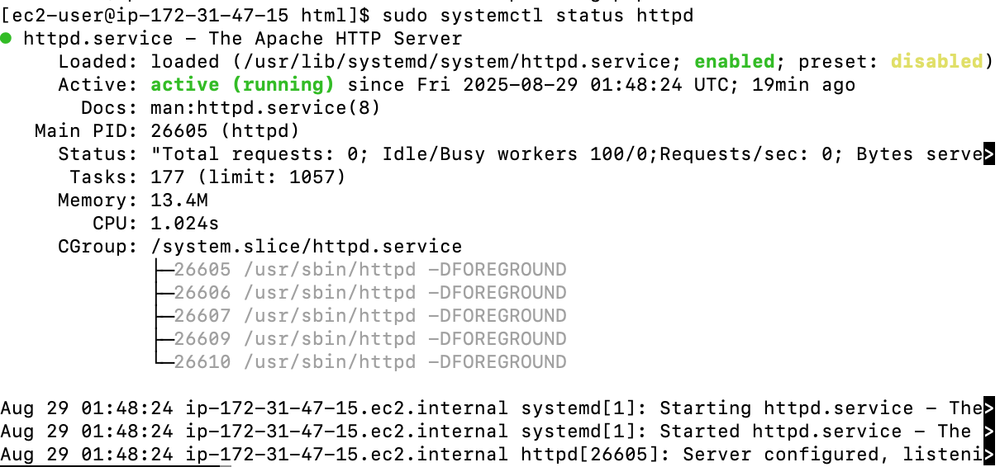 [ec2-user@ip-172-31-47-15 html]$ sudo systemctl status httpd
● httpd.service – The Apache HTTP Server
     Loaded: loaded (/usr/lib/systemd/system/httpd.service; enabled; preset: disabled)
     Active: active (running) since Fri 2025-08-29 01:48:24 UTC; 19min ago
       Docs: man:httpd.service(8)
   Main PID: 26605 (httpd)
     Status: "Total requests: 0; Idle/Busy workers 100/0;Requests/sec: 0; Bytes serve>
      Tasks: 177 (limit: 1057)
     Memory: 13.4M
        CPU: 1.024s
     CGroup: /system.slice/httpd.service
             ├─26605 /usr/sbin/httpd -DFOREGROUND
             ├─26606 /usr/sbin/httpd -DFOREGROUND
             ├─26607 /usr/sbin/httpd -DFOREGROUND
             ├─26609 /usr/sbin/httpd -DFOREGROUND
             └─26610 /usr/sbin/httpd -DFOREGROUND
Aug 29 01:48:24 ip-172-31-47-15.ec2.internal systemd[1]: Starting httpd.service – The>
Aug 29 01:48:24 ip-172-31-47-15.ec2.internal systemd[1]: Started httpd.service – The >
Aug 29 01:48:24 ip-172-31-47-15.ec2.internal httpd[26605]: Server configured, listeni>